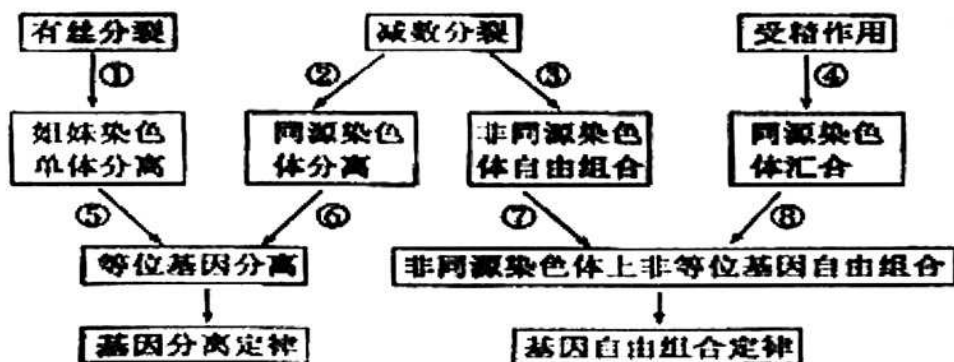 有丝分裂 减数分裂 受精作用
① ② ③ ④
姐妹染色
单体分离
同源染色
体分离
非同源染色
体自由组合
同源染色
体汇合
⑤ ⑥ ⑦ ⑧
等位基因分离 非同源染色体上非等位基因自由组合
基因分离定律 基因自由组合定律